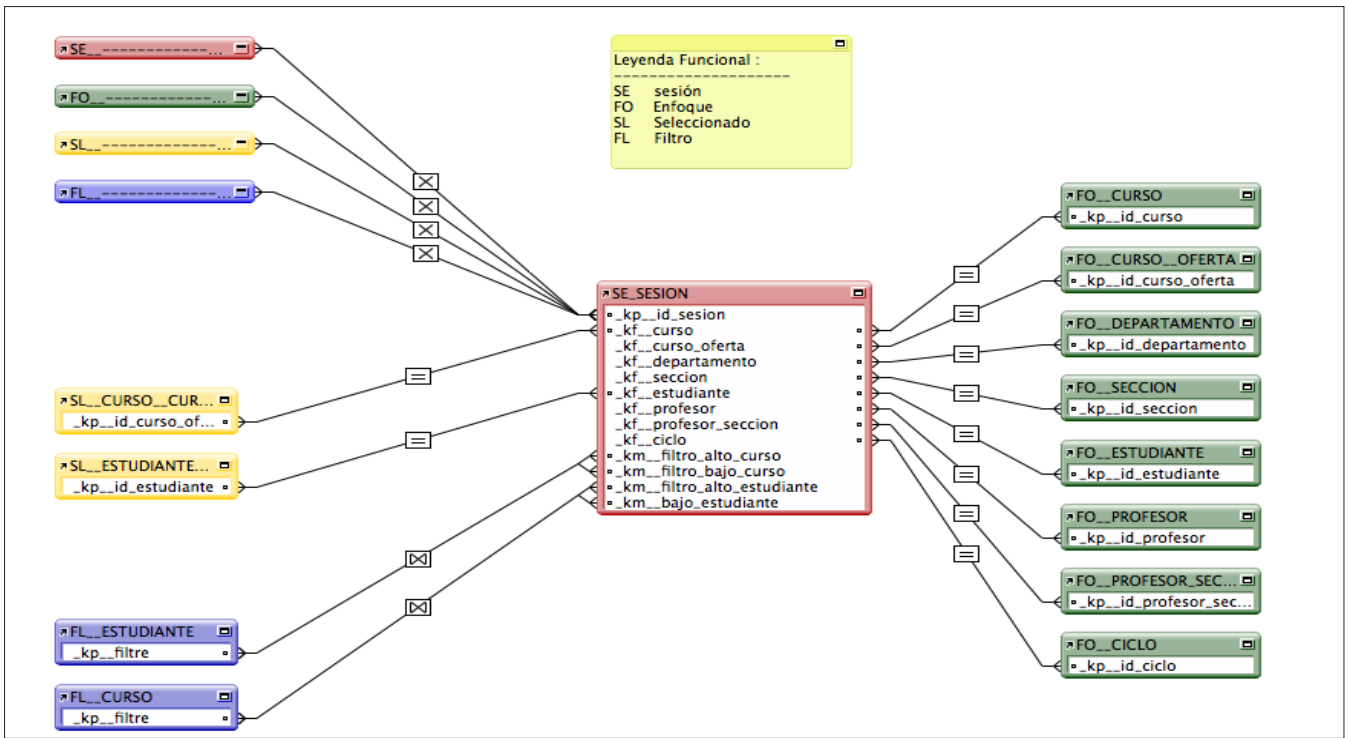 SE__-------------...
FO__-------------...
SL__-------------...
FL__-------------...
Leyenda Funcional :
--------------------
SE sesión
FO Enfoque
SL Seleccionado
FL Filtro
SL__CURSO__CUR...
_kp__id_curso_of...
SL__ESTUDIANTE...
_kp__id_estudiante
FL__ESTUDIANTE
_kp__filtre
FL__CURSO
_kp__filtre
SE_SESION
_kp__id_sesion
_kf__curso
_kf__curso_oferta
_kf__departamento
_kf__seccion
_kf__estudiante
_kf__profesor
_kf__profesor_seccion
_kf__ciclo
_km__filtro_alto_curso
_km__filtro_bajo_curso
_km__filtro_alto_estudiante
_km__bajo_estudiante
FO__CURSO
_kp__id_curso
FO__CURSO__OFERTA
_kp__id_curso_oferta
FO__DEPARTAMENTO
_kp__id_departamento
FO__SECCION
_kp__id_seccion
FO__ESTUDIANTE
_kp__id_estudiante
FO__PROFESOR
_kp__id_profesor
FO__PROFESOR_SEC...
_kp__id_profesor_sec...
FO__CICLO
_kp__id_ciclo